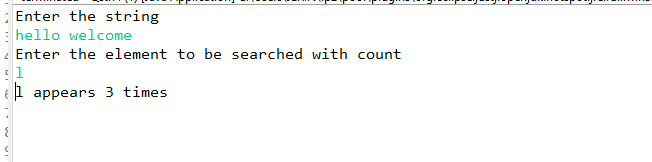 Enter the string
hello welcome
Enter the element to be searched with count
l
l appears 3 times